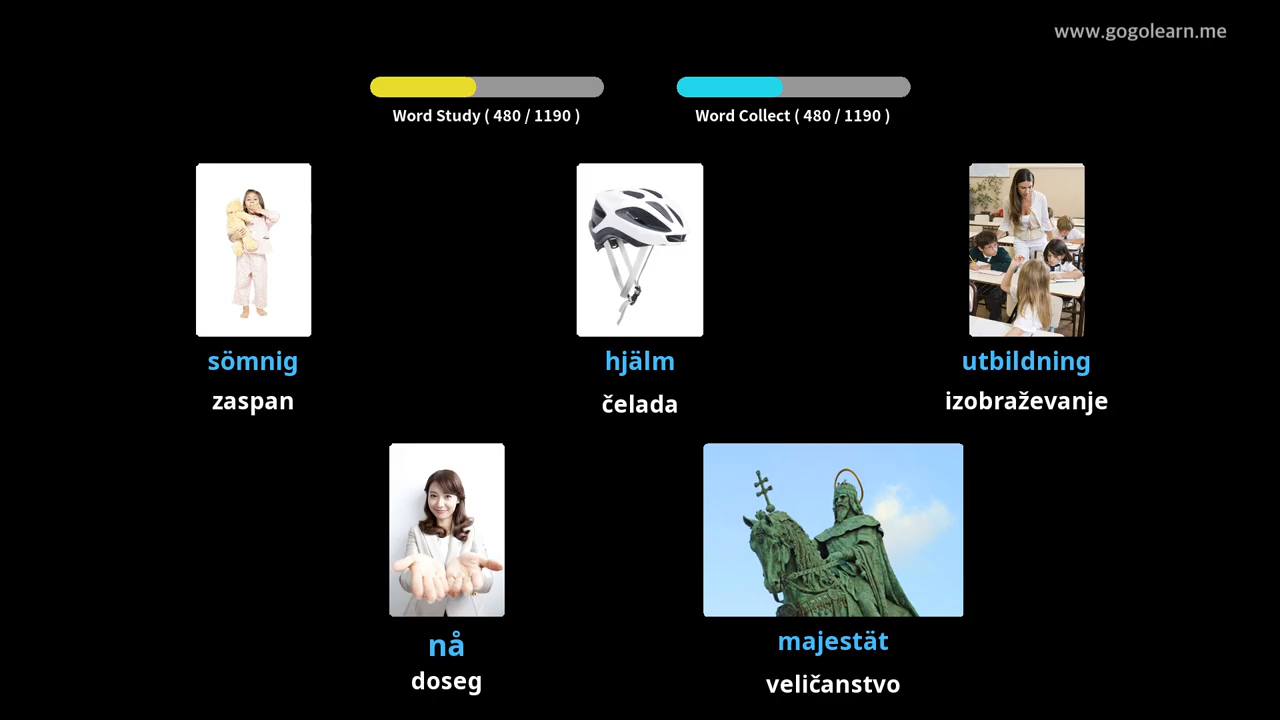 www.gogolearn.me
Word Study ( 480 / 1190 )
Word Collect ( 480 / 1190 )
sömnig
zaspan
hjälm
čelada
utbildning
izobraževanje
nå
doseg
majestät
veličanstvo